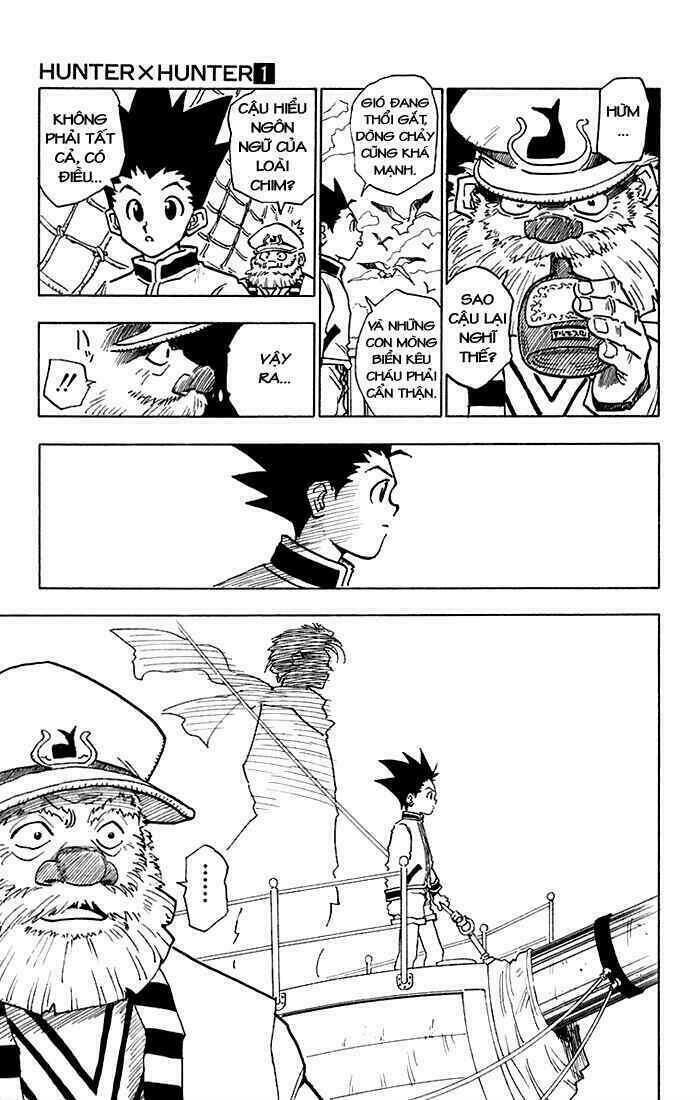 HUNTER×HUNTER 1
HỪM
...
SAO
CẬU LẠI
NGHĨ
THẾ?
GIÓ ĐANG
THỔI GẮT,
DÒNG CHẢY
CŨNG KHÁ
MẠNH.
VÀ NHỮNG
CON MÒNG
BIỂN KÊU
CHÁU PHẢI
CẨN THẬN.
CẬU HIỂU
NGÔN
NGỮ CỦA
LOÀI
CHIM?
KHÔNG
PHẢI TẤT
CẢ, CÓ
ĐIỀU...
VẬY
RA...
!!
......